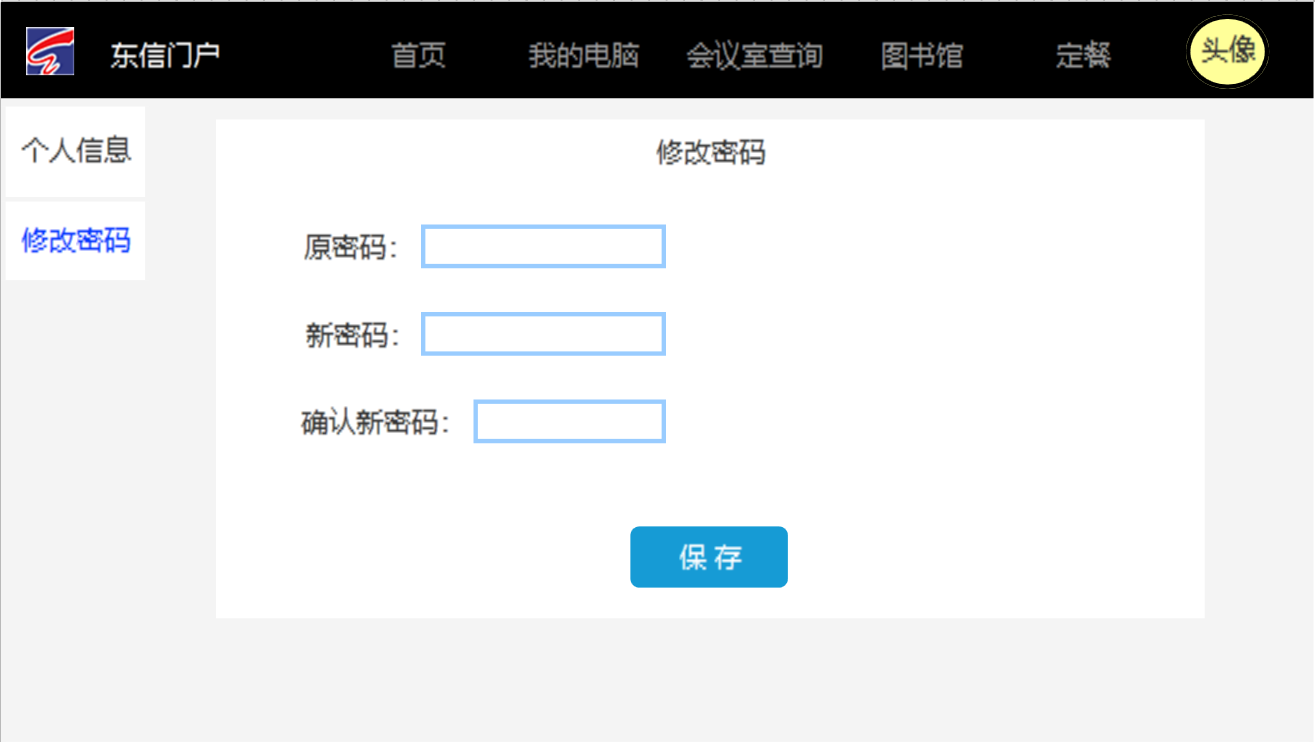 东信门户 首页 我的电脑 会议室查询 图书馆 定餐 头像
个人信息
修改密码
修改密码
原密码：
新密码：
确认新密码：
保 存